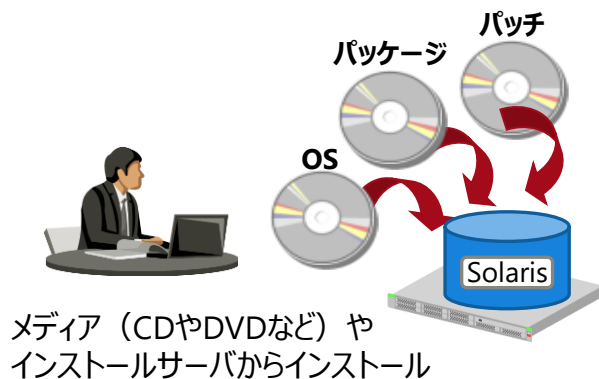 パッチ
パッケージ
OS
Solaris
メディア（CDやDVDなど）や
インストールサーバからインストール